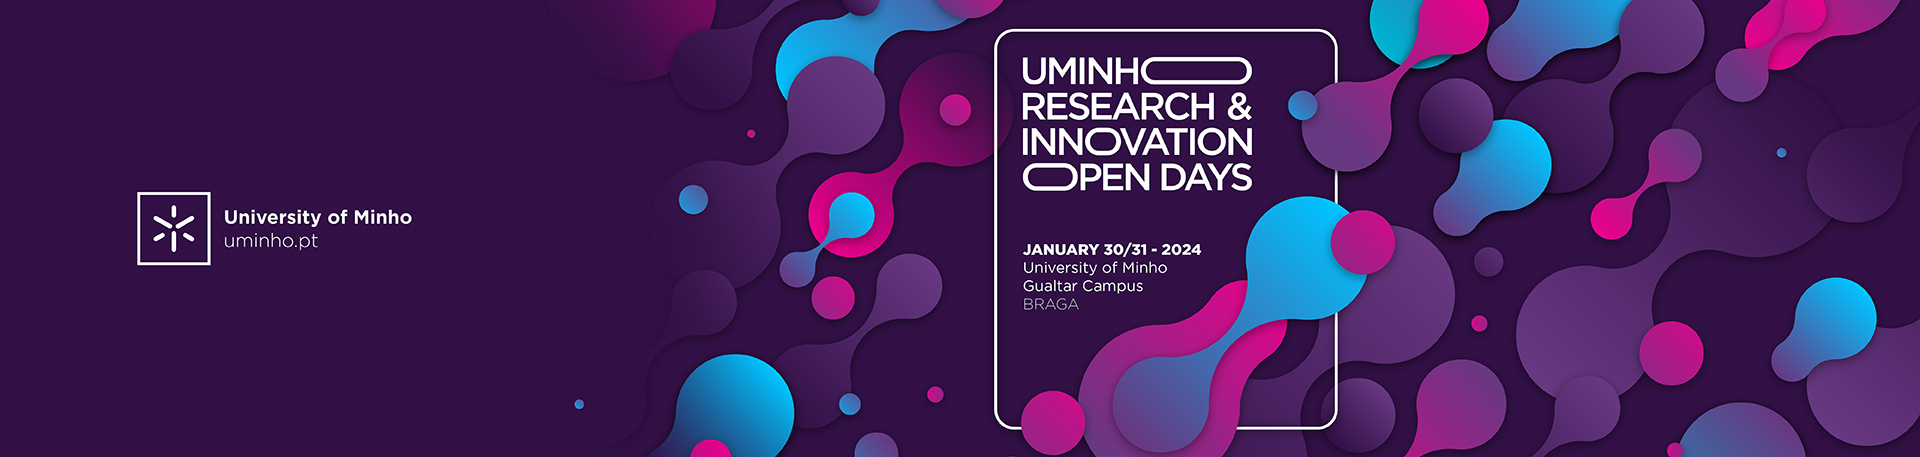 University of Minho
uminho.pt
UMINHO
RESEARCH &
INNOVATION
OPEN DAYS
JANUARY 30/31 - 2024
University of Minho
Gualtar Campus
BRAGA